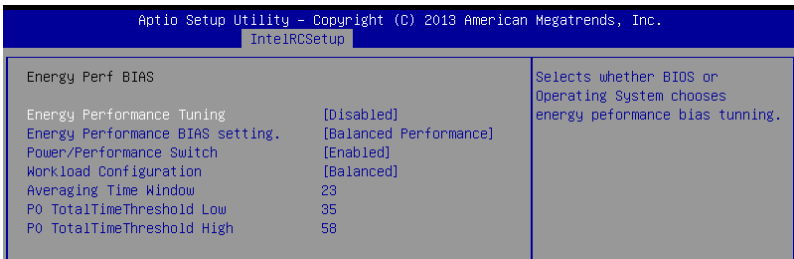 Aptio Setup Utility – Copyright (C) 2013 American Megatrends, Inc.
IntelRCSetup
Energy Perf BIAS
Energy Performance Tuning [Disabled]
Energy Performance BIAS setting. [Balanced Performance]
Power/Performance Switch [Enabled]
Workload Configuration [Balanced]
Averaging Time Window 23
P0 TotalTimeThreshold Low 35
P0 TotalTimeThreshold High 58
Selects whether BIOS or
Operating System chooses
energy peformance bias tunning.